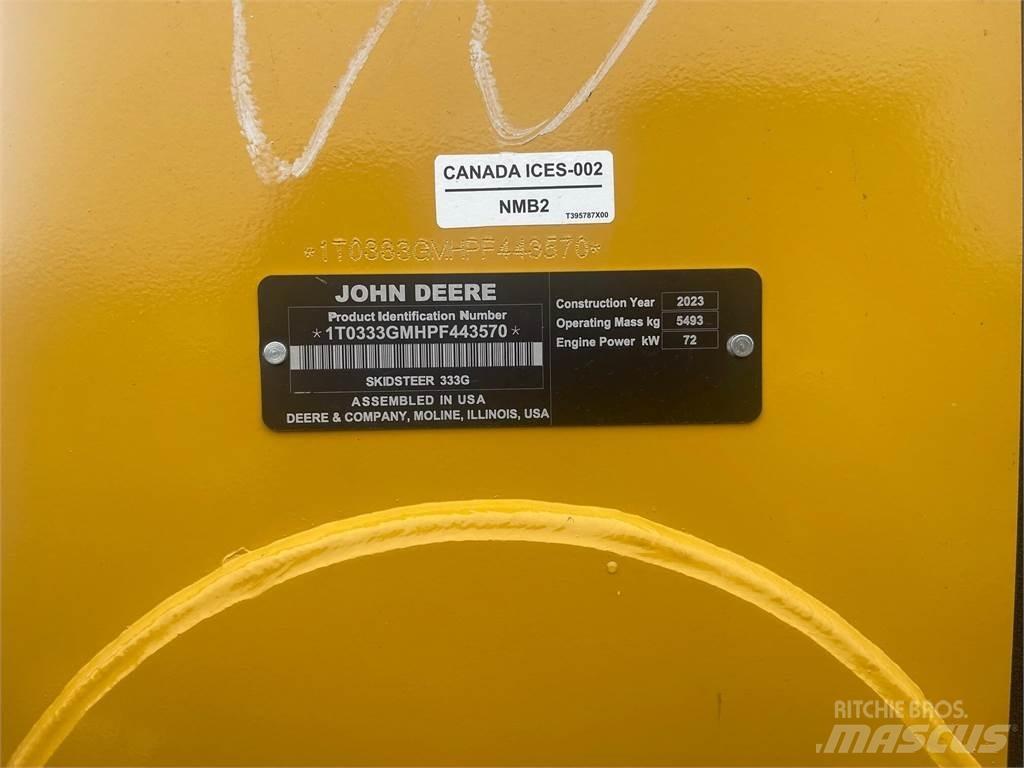 CANADA ICES-002
NMB2
T395787X00
*1T0333GMHPF443570*
JOHN DEERE
Product Identification Number
*1T0333GMHPF443570*
SKIDSTEER 333G
ASSEMBLED IN USA
DEERE & COMPANY, MOLINE, ILLINOIS, USA
Construction Year 2023
Operating Mass kg 5493
Engine Power kW 72
RITCHIE BROS.
MASCUS